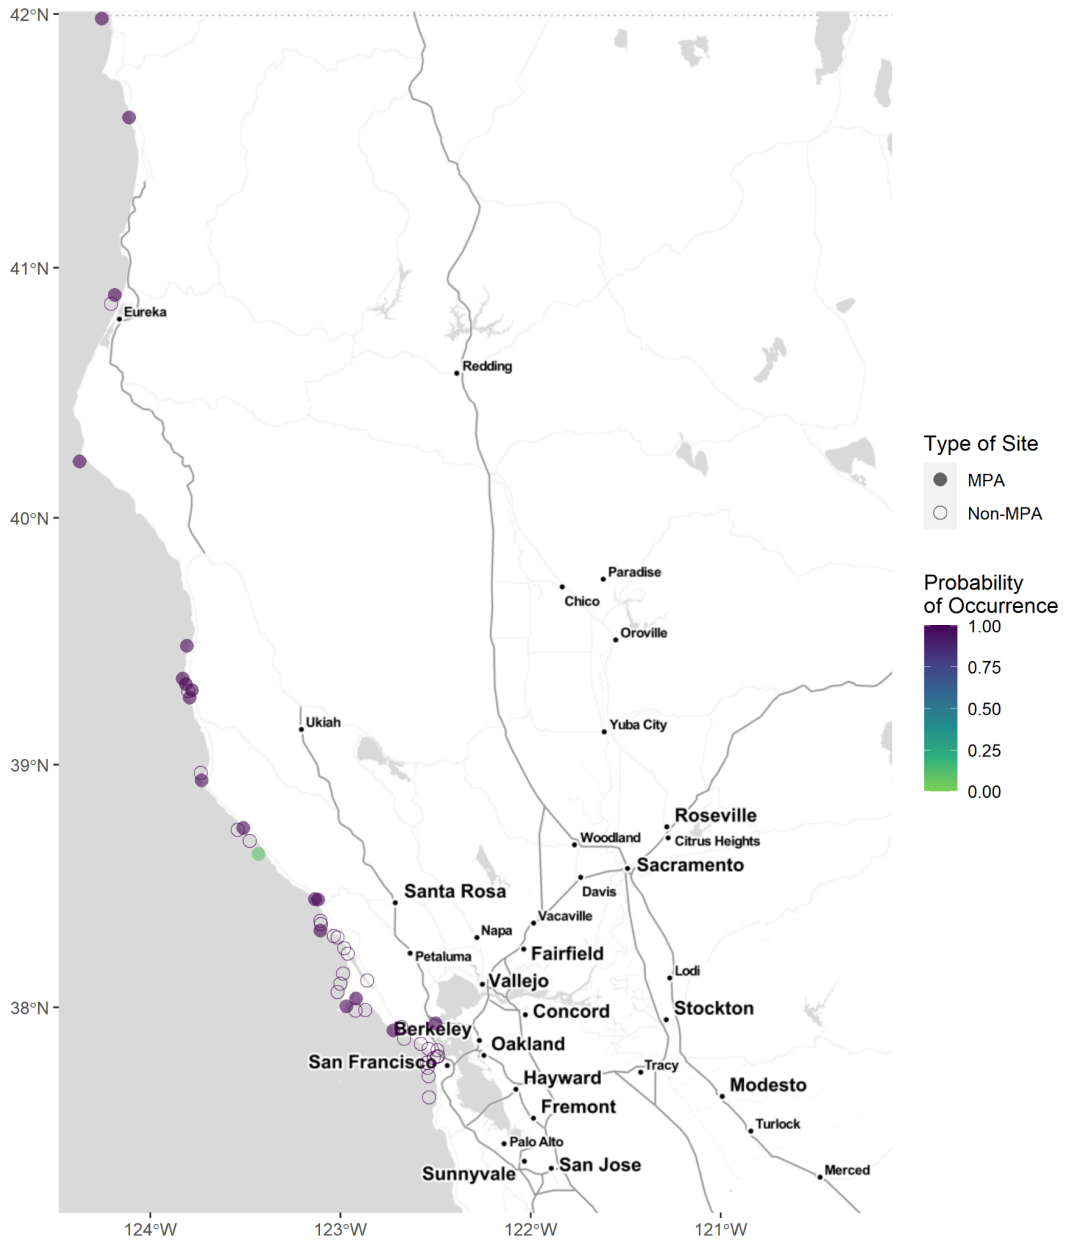 42°N
41°N
Eureka
Redding
Type of Site
MPA
Non-MPA
40°N
Paradise
Chico
Oroville
Probability
of Occurrence
1.00
0.75
0.50
0.25
0.00
Ukiah
Yuba City
39°N
Roseville
Woodland
Citrus Heights
Sacramento
Santa Rosa
Davis
Napa
Vacaville
Petaluma
Fairfield
Lodi
Vallejo
38°N
Concord
Stockton
Berkeley
Oakland
San Francisco
Hayward
Tracy
Modesto
Fremont
Turlock
Palo Alto
San Jose
Sunnyvale
Merced
124°W
123°W
122°W
121°W